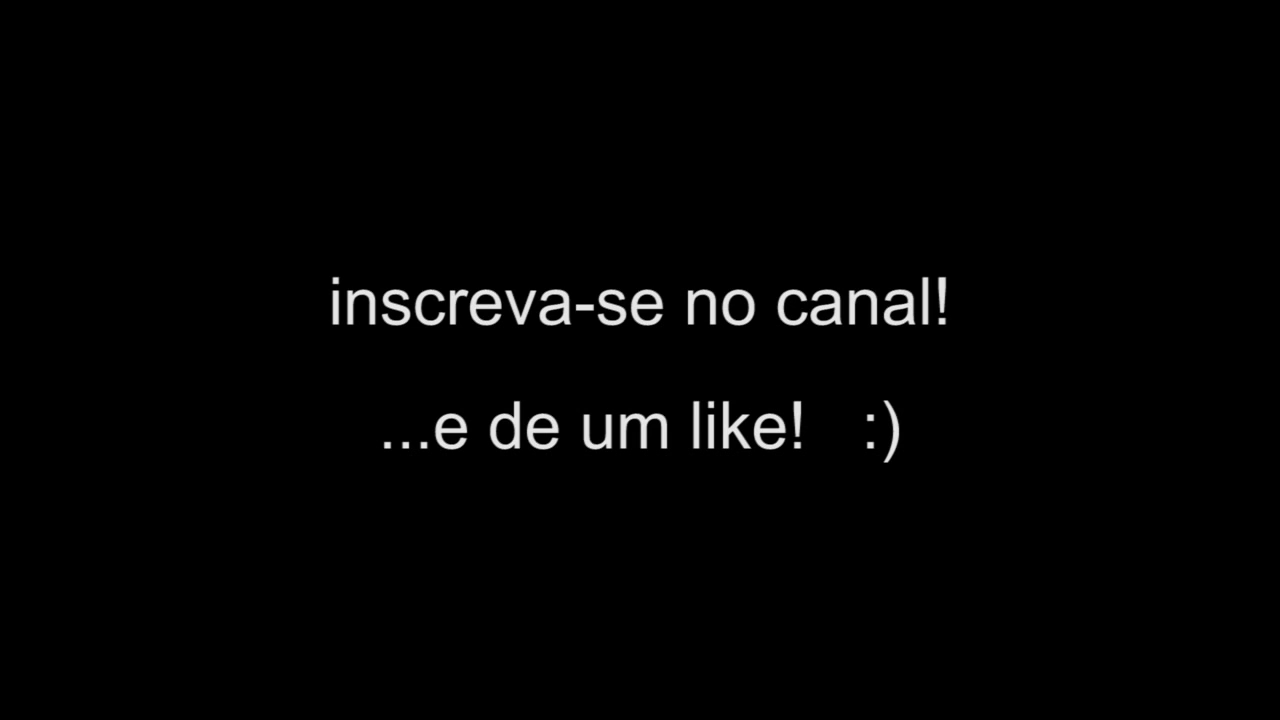 inscreva-se no canal!
...e de um like! :)